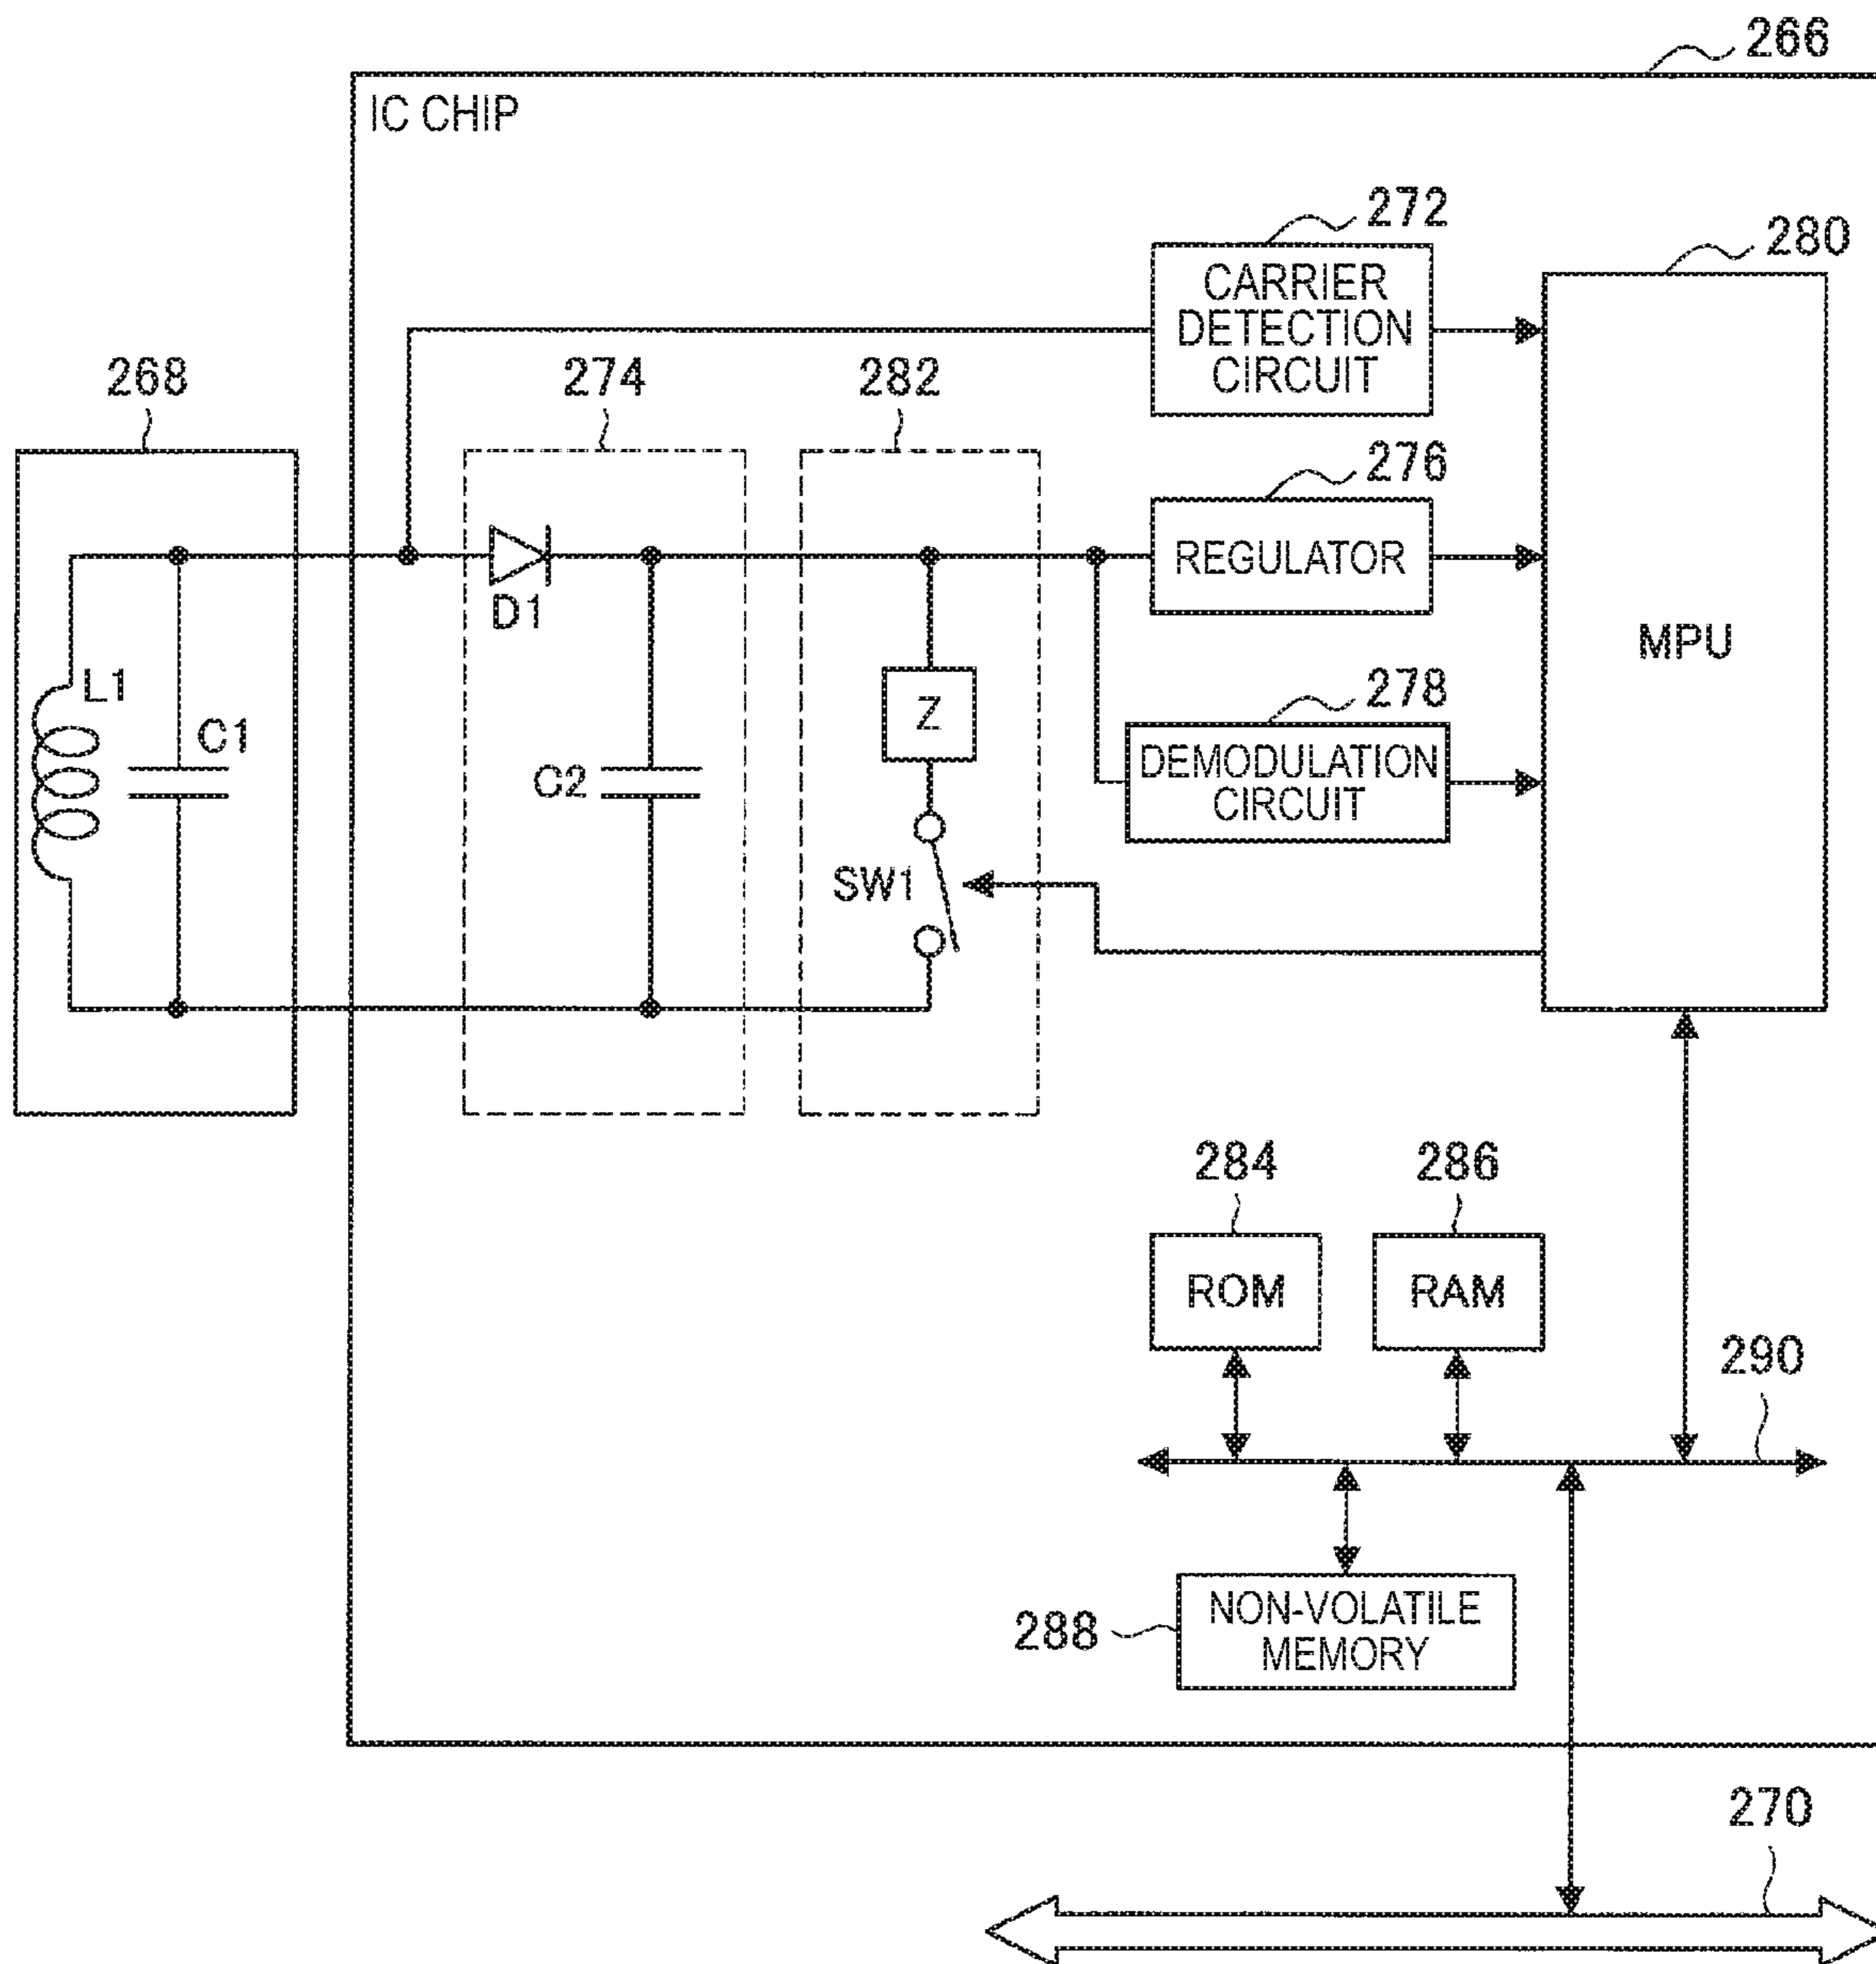 266
IC CHIP
272
280
CARRIER
DETECTION
CIRCUIT
268
274
282
276
D1
REGULATOR
MPU
L1
C1
Z
278
C2
DEMODULATION
CIRCUIT
SW1
284
286
ROM
RAM
290
288
NON-VOLATILE
MEMORY
270